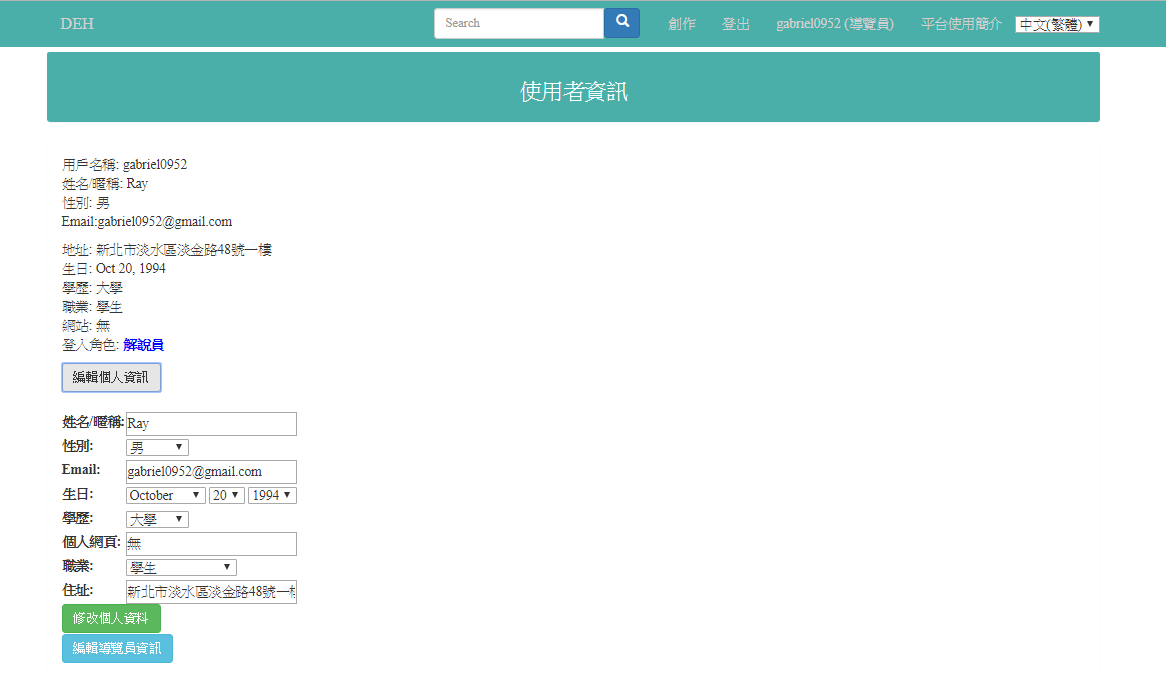 DEH
Search
創作
登出
gabriel0952 (導覽員)
平台使用簡介
中文(繁體)
使用者資訊
用戶名稱: gabriel0952
姓名/暱稱: Ray
性別: 男
Email:gabriel0952@gmail.com
地址: 新北市淡水區淡金路48號一樓
生日: Oct 20, 1994
學歷: 大學
職業: 學生
網站: 無
登入角色: 解說員
編輯個人資訊
姓名/暱稱: Ray
性別: 男
Email: gabriel0952@gmail.com
生日: October 20 1994
學歷: 大學
個人網頁: 無
職業: 學生
住址: 新北市淡水區淡金路48號一
修改個人資料
編輯導覽員資訊